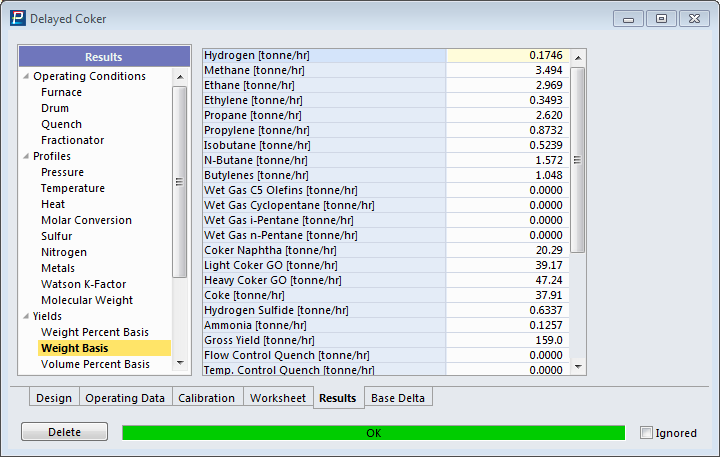 Delayed Coker
Results
Operating Conditions
Furnace
Drum
Quench
Fractionator
Profiles
Pressure
Temperature
Heat
Molar Conversion
Sulfur
Nitrogen
Metals
Watson K-Factor
Molecular Weight
Yields
Weight Percent Basis
Weight Basis
Volume Percent Basis
Hydrogen [tonne/hr] 0.1746
Methane [tonne/hr] 3.494
Ethane [tonne/hr] 2.969
Ethylene [tonne/hr] 0.3493
Propane [tonne/hr] 2.620
Propylene [tonne/hr] 0.8732
Isobutane [tonne/hr] 0.5239
N-Butane [tonne/hr] 1.572
Butylenes [tonne/hr] 1.048
Wet Gas C5 Olefins [tonne/hr] 0.0000
Wet Gas Cyclopentane [tonne/hr] 0.0000
Wet Gas i-Pentane [tonne/hr] 0.0000
Wet Gas n-Pentane [tonne/hr] 0.0000
Coker Naphtha [tonne/hr] 20.29
Light Coker GO [tonne/hr] 39.17
Heavy Coker GO [tonne/hr] 47.24
Coke [tonne/hr] 37.91
Hydrogen Sulfide [tonne/hr] 0.6337
Ammonia [tonne/hr] 0.1257
Gross Yield [tonne/hr] 159.0
Flow Control Quench [tonne/hr] 0.0000
Temp. Control Quench [tonne/hr] 0.0000
Design Operating Data Calibration Worksheet Results Base Delta
Delete OK Ignored